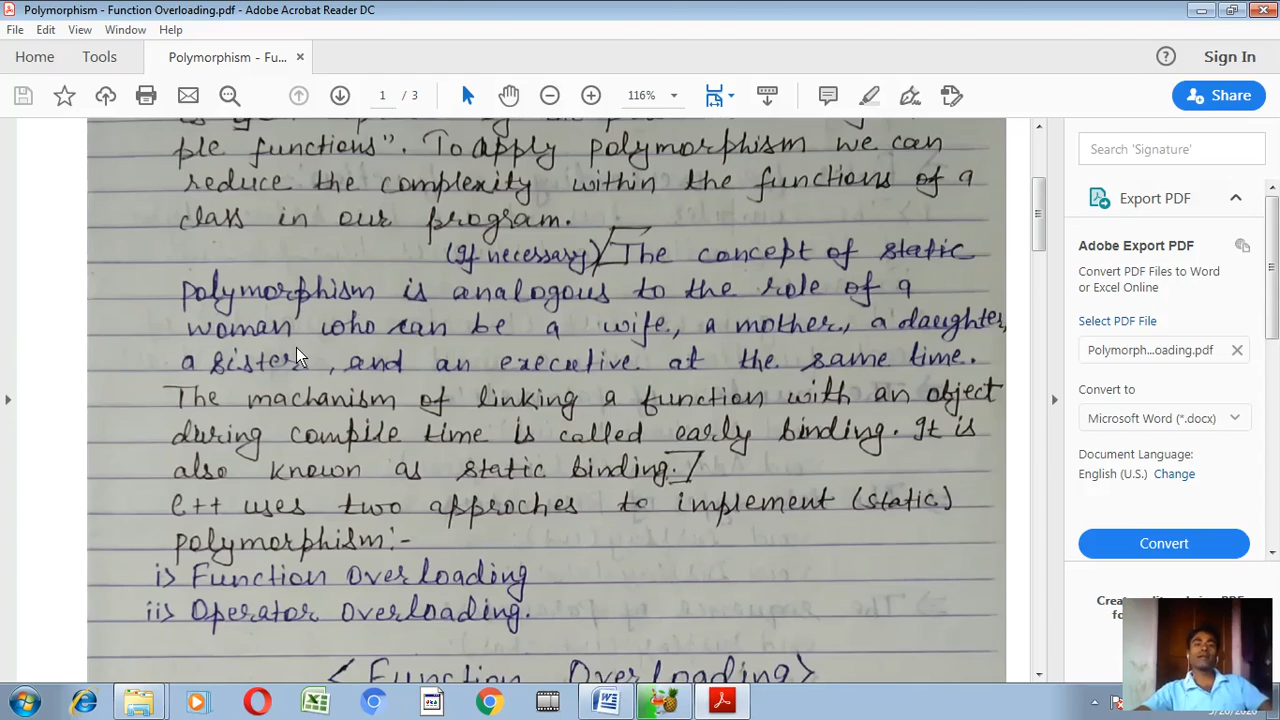 Polymorphism - Function Overloading.pdf - Adobe Acrobat Reader DC
File Edit View Window Help
Home Tools Polymorphism - Fu... × Sign In
1 / 3 116% Share
ple functions". To apply polymorphism we can
reduce the complexity within the functions of a
class in our program.
(If necessary) [The concept of static
polymorphism is analogous to the role of a
woman who can be a wife, a mother, a daughter,
a sister, and an executive at the same time.
The machanism of linking a function with an object
during compile time is called early binding. It is
also known as static binding.]
C++ uses two approches to implement (static)
polymorphism:-
i> Function Overloading
ii> Operator Overloading.
< Function Overloading>
Search 'Signature'
Export PDF
Adobe Export PDF
Convert PDF Files to Word
or Excel Online
Select PDF File
Polymorph...oading.pdf ×
Convert to
Microsoft Word (*.docx)
Document Language:
English (U.S.) Change
Convert